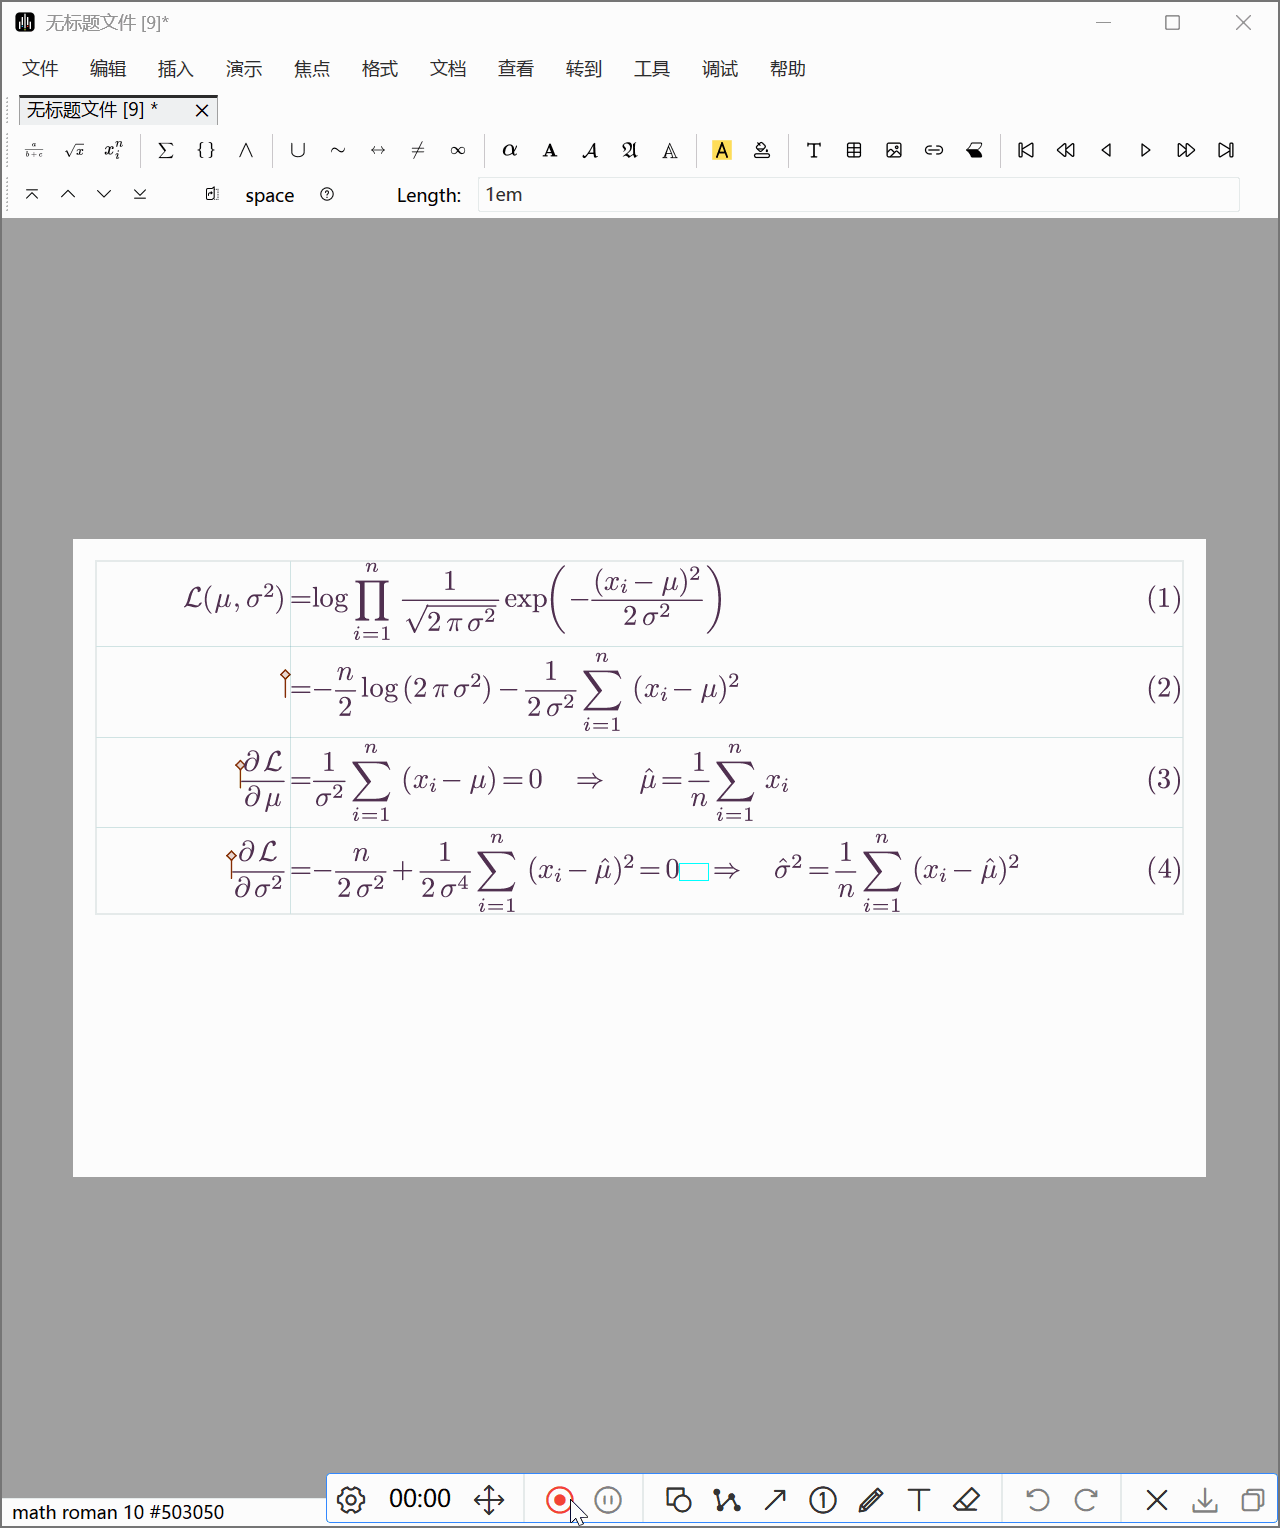 无标题文件 [9]*
文件 编辑 插入 演示 焦点 格式 文档 查看 转到 工具 调试 帮助
无标题文件 [9] *
space Length: 1em
$\mathcal{L}(\mu, \sigma^2) = \log \prod_{i=1}^{n} \frac{1}{\sqrt{2 \pi \sigma^2}} \exp\left(-\frac{(x_i - \mu)^2}{2 \sigma^2}\right)$ (1)
$= -\frac{n}{2} \log (2 \pi \sigma^2) - \frac{1}{2 \sigma^2} \sum_{i=1}^{n} (x_i - \mu)^2$ (2)
$\frac{\partial \mathcal{L}}{\partial \mu} = \frac{1}{\sigma^2} \sum_{i=1}^{n} (x_i - \mu) = 0 \quad \Rightarrow \quad \hat{\mu} = \frac{1}{n} \sum_{i=1}^{n} x_i$ (3)
$\frac{\partial \mathcal{L}}{\partial \sigma^2} = -\frac{n}{2 \sigma^2} + \frac{1}{2 \sigma^4} \sum_{i=1}^{n} (x_i - \hat{\mu})^2 = 0 \quad \Rightarrow \quad \hat{\sigma}^2 = \frac{1}{n} \sum_{i=1}^{n} (x_i - \hat{\mu})^2$ (4)
00:00
math roman 10 #503050